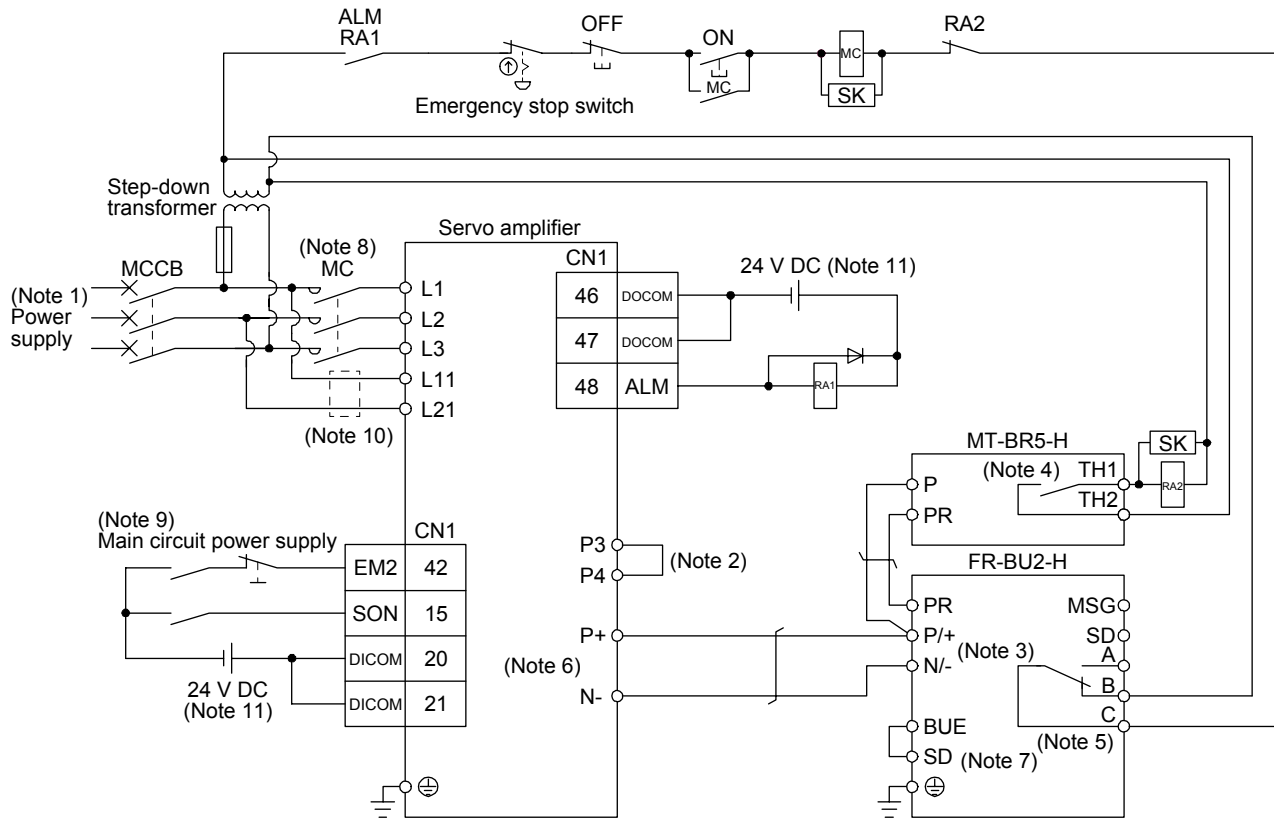 ALM
RA1
OFF
ON
RA2
MC
MC
SK
Emergency stop switch
Step-down
transformer
Servo amplifier
(Note 8)
MC
MCCB
(Note 1)
Power
supply
L1
L2
L3
L11
L21
(Note 10)
CN1
46 DOCOM
47 DOCOM
48 ALM
24 V DC (Note 11)
RA1
MT-BR5-H
(Note 4)
P
PR
TH1
TH2
SK
RA2
(Note 9)
Main circuit power supply
CN1
EM2 42
SON 15
DICOM 20
DICOM 21
24 V DC
(Note 11)
P3
P4
(Note 2)
P+
(Note 6)
N-
FR-BU2-H
PR
P/+
N/-
(Note 3)
MSG
SD
A
B
C
(Note 5)
BUE
SD
(Note 7)